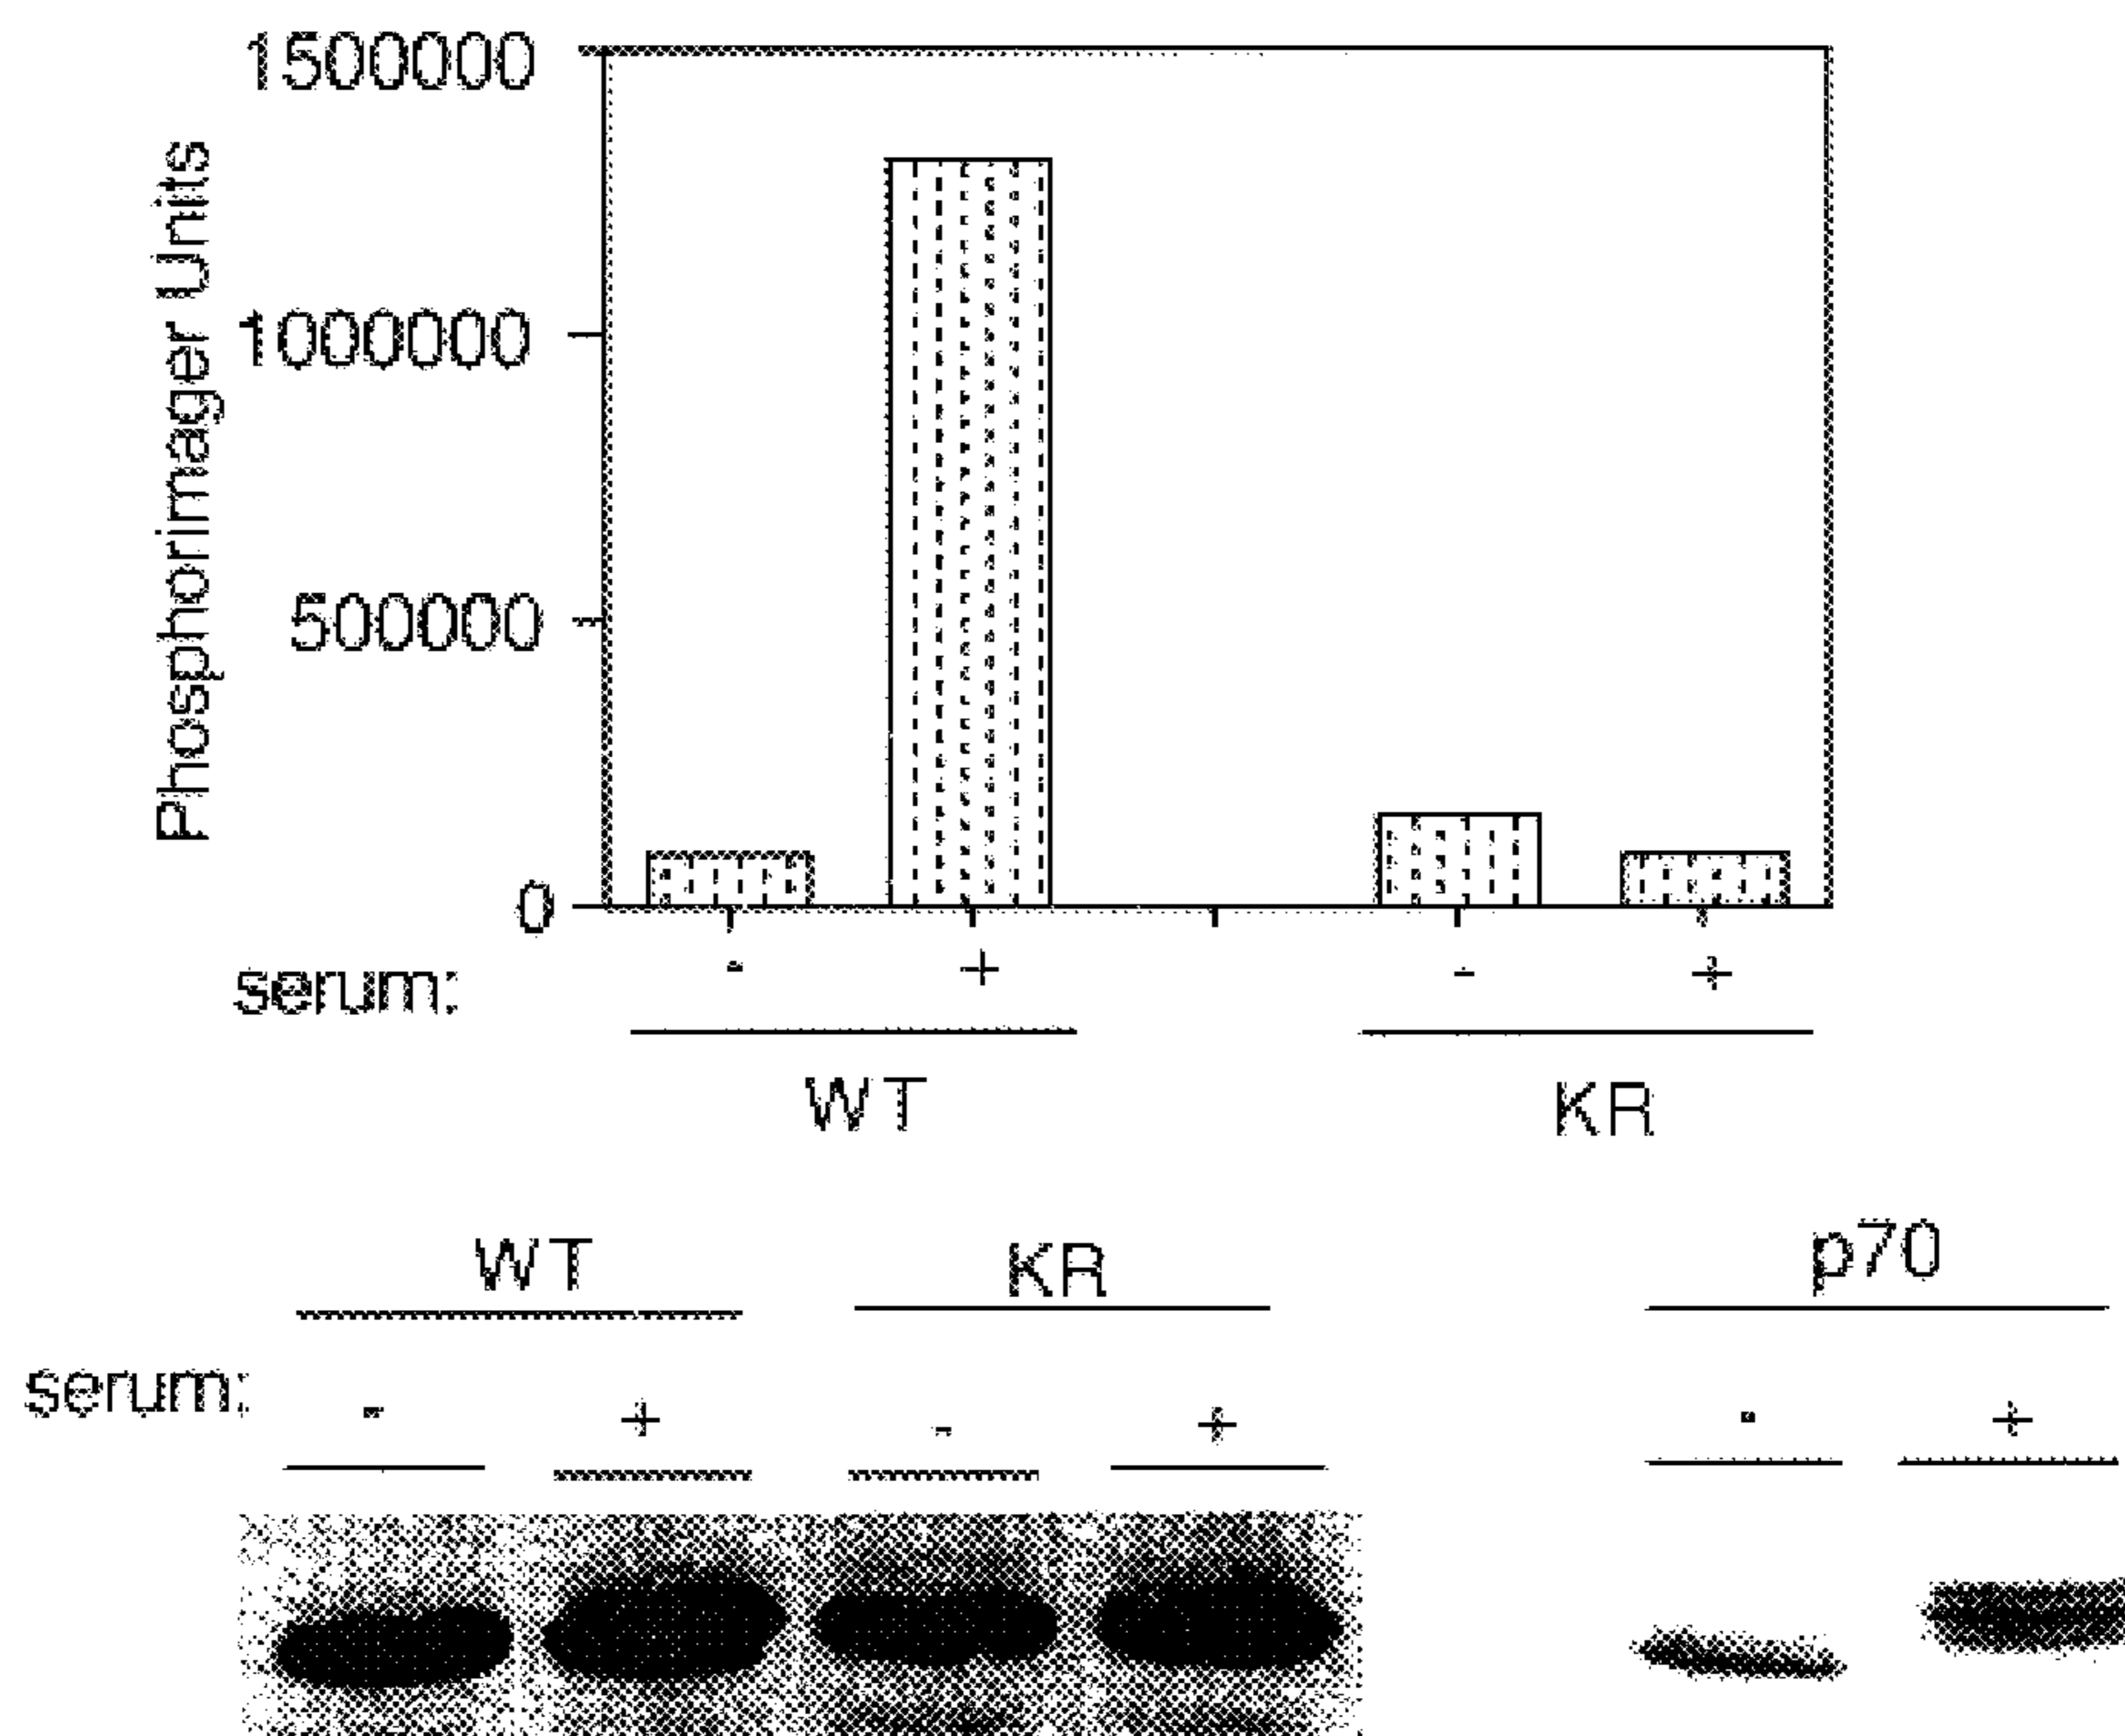 1500000
1000000
500000
0
Phosphorimager Units
serum: - + - +
WT KR
WT KR p70
serum: - + - + - +